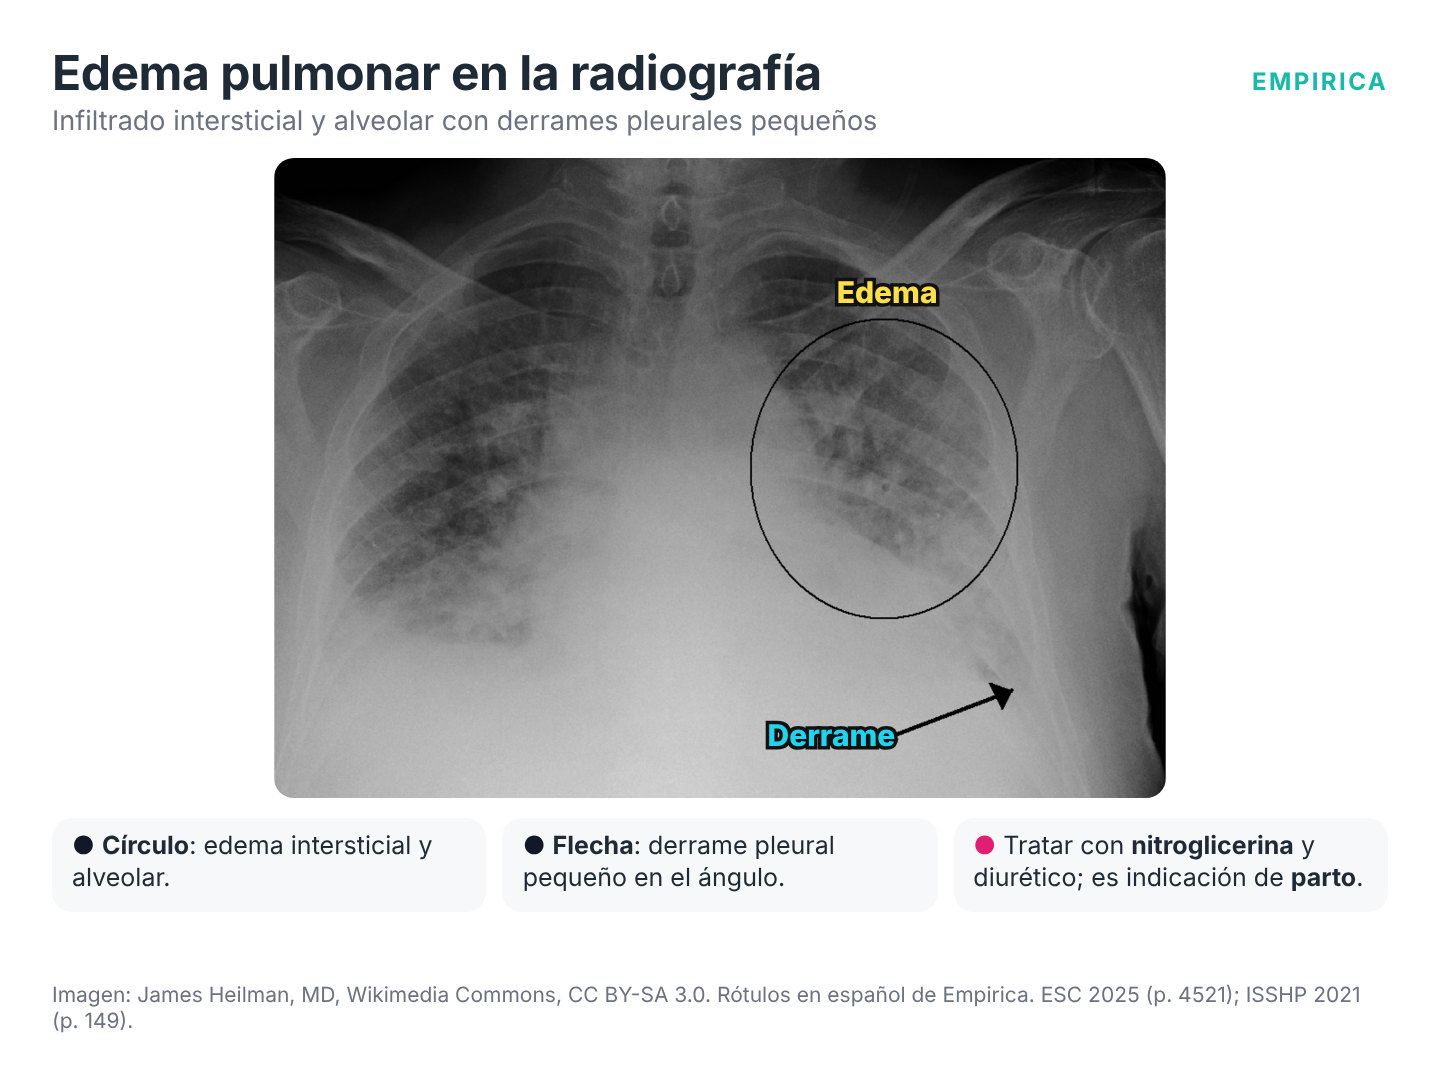 Edema pulmonar en la radiografía
EMPIRICA
Infiltrado intersticial y alveolar con derrames pleurales pequeños
Edema
Derrame
● Círculo: edema intersticial y
alveolar.
● Flecha: derrame pleural
pequeño en el ángulo.
● Tratar con nitroglicerina y
diurético; es indicación de parto.
Imagen: James Heilman, MD, Wikimedia Commons, CC BY-SA 3.0. Rótulos en español de Empirica. ESC 2025 (p. 4521); ISSHP 2021
(p. 149).